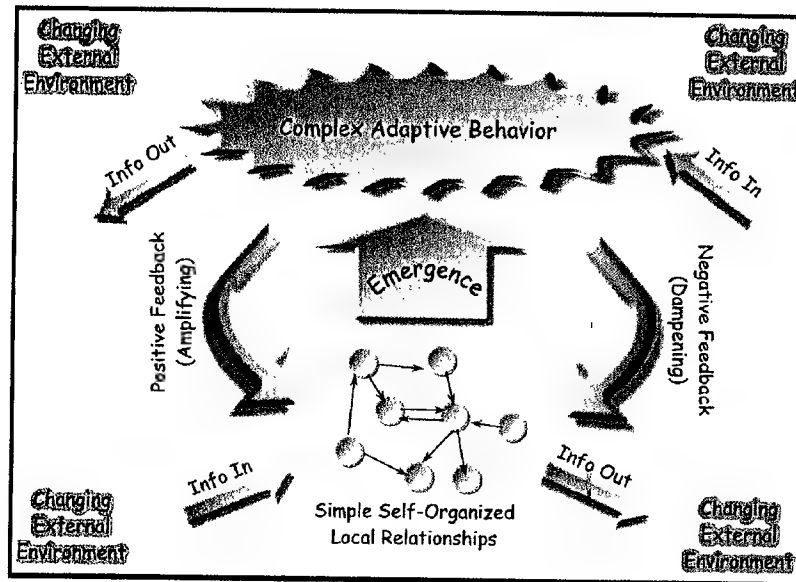 Changing
External
Environment
Changing
External
Environment
Complex Adaptive Behavior
Info Out
Info In
Emergence
Positive Feedback
(Amplifying)
Negative Feedback
(Dampening)
Info In
Info Out
Simple Self-Organized
Local Relationships
Changing
External
Environment
Changing
External
Environment